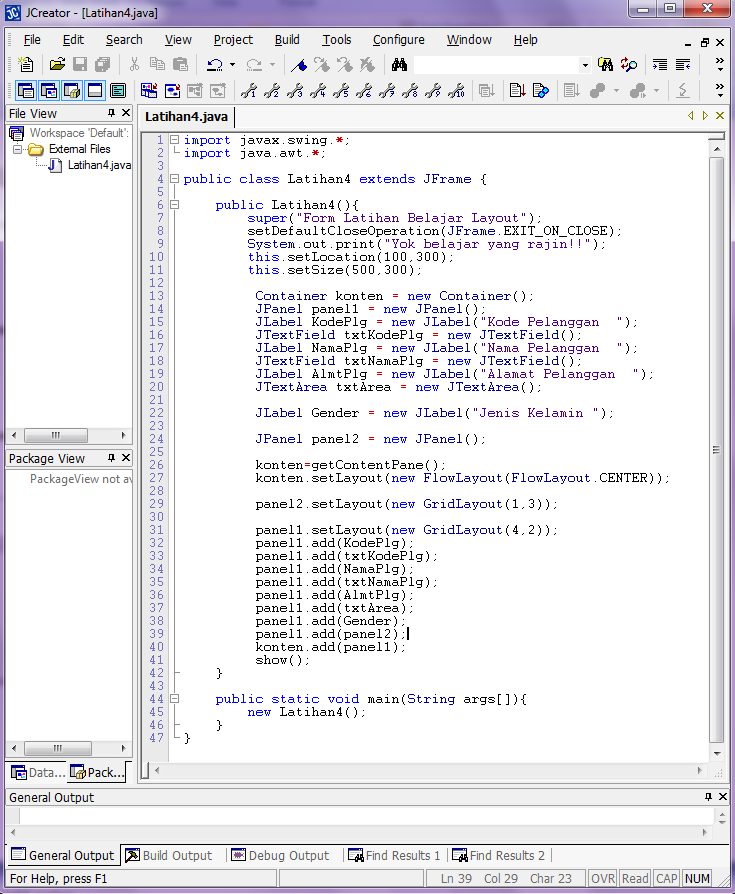 JCreator - [Latihan4.java]
File Edit Search View Project Build Tools Configure Window Help
File View
Workspace 'Default':
External Files
Latihan4.java
Package View
PackageView not av
Data... Pack...
Latihan4.java
1 import javax.swing.*;
2 import java.awt.*;
3
4 public class Latihan4 extends JFrame {
5
6 public Latihan4(){
7 super("Form Latihan Belajar Layout");
8 setDefaultCloseOperation(JFrame.EXIT_ON_CLOSE);
9 System.out.print("Yok belajar yang rajin!!");
10 this.setLocation(100,300);
11 this.setSize(500,300);
12
13 Container konten = new Container();
14 JPanel panel1 = new JPanel();
15 JLabel KodePlg = new JLabel("Kode Pelanggan  ");
16 JTextField txtKodePlg = new JTextField();
17 JLabel NamaPlg = new JLabel("Nama Pelanggan  ");
18 JTextField txtNamaPlg = new JTextField();
19 JLabel AlmtPlg = new JLabel("Alamat Pelanggan  ");
20 JTextArea txtArea = new JTextArea();
21
22 JLabel Gender = new JLabel("Jenis Kelamin ");
23
24 JPanel panel2 = new JPanel();
25
26 konten=getContentPane();
27 konten.setLayout(new FlowLayout(FlowLayout.CENTER));
28
29 panel2.setLayout(new GridLayout(1,3));
30
31 panel1.setLayout(new GridLayout(4,2));
32 panel1.add(KodePlg);
33 panel1.add(txtKodePlg);
34 panel1.add(NamaPlg);
35 panel1.add(txtNamaPlg);
36 panel1.add(AlmtPlg);
37 panel1.add(txtArea);
38 panel1.add(Gender);
39 panel1.add(panel2);
40 konten.add(panel1);
41 show();
42 }
43
44 public static void main(String args[]){
45 new Latihan4();
46 }
47 }
General Output
General Output Build Output Debug Output Find Results 1 Find Results 2
For Help, press F1 Ln 39 Col 29 Char 23 OVR Read CAP NUM